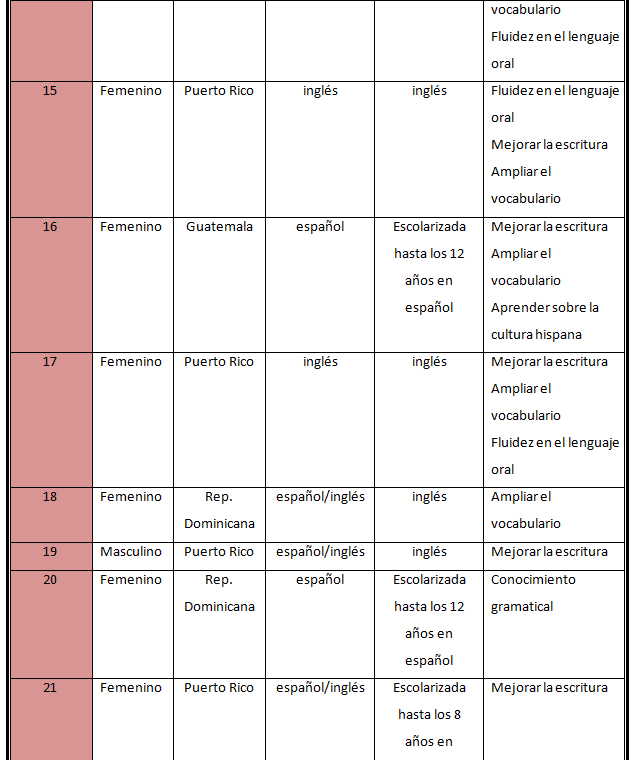 vocabulario
Fluidez en el lenguaje
oral
15 Femenino Puerto Rico inglés inglés Fluidez en el lenguaje
oral
Mejorar la escritura
Ampliar el
vocabulario
16 Femenino Guatemala español Escolarizada Mejorar la escritura
hasta los 12 Ampliar el
años en vocabulario
español Aprender sobre la
cultura hispana
17 Femenino Puerto Rico inglés inglés Mejorar la escritura
Ampliar el
vocabulario
Fluidez en el lenguaje
oral
18 Femenino Rep. español/inglés inglés Ampliar el
Dominicana vocabulario
19 Masculino Puerto Rico español/inglés inglés Mejorar la escritura
20 Femenino Rep. español Escolarizada Conocimiento
Dominicana hasta los 12 gramatical
años en
español
21 Femenino Puerto Rico español/inglés Escolarizada Mejorar la escritura
hasta los 8
años en